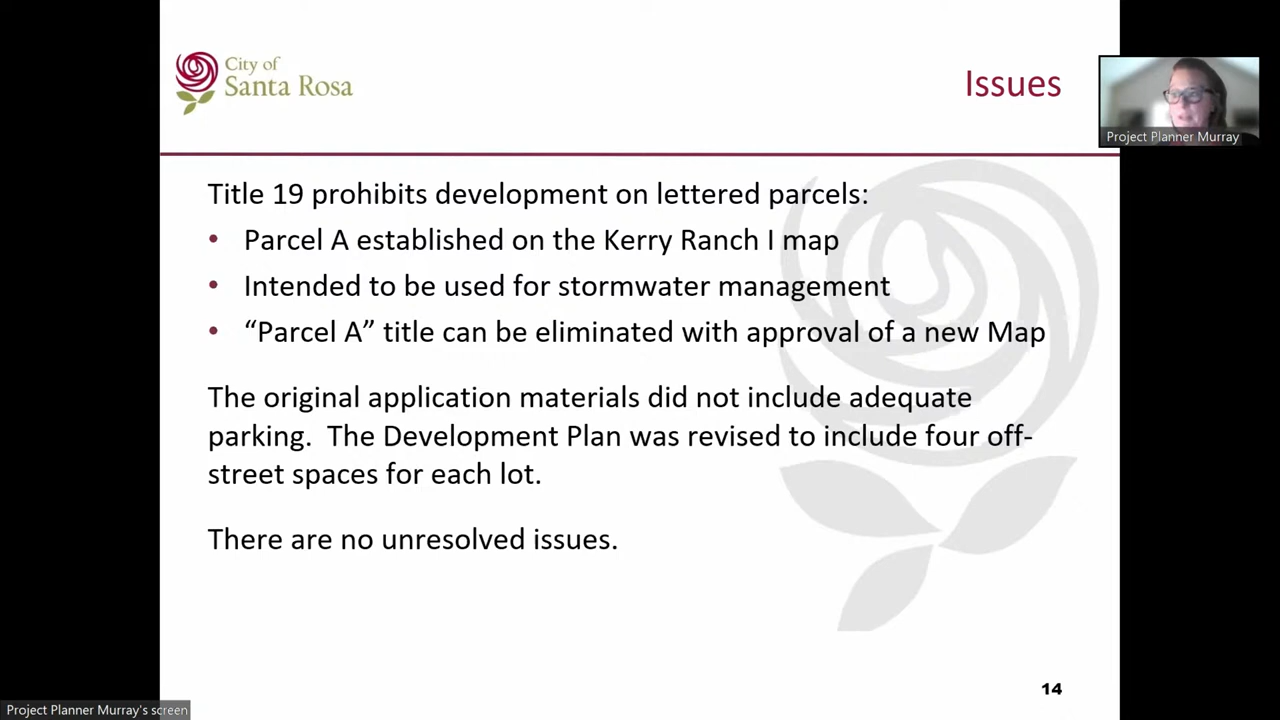 City of
Santa Rosa
Issues
Project Planner Murray
Title 19 prohibits development on lettered parcels:
• Parcel A established on the Kerry Ranch I map
• Intended to be used for stormwater management
• “Parcel A” title can be eliminated with approval of a new Map
The original application materials did not include adequate
parking.  The Development Plan was revised to include four off-
street spaces for each lot.
There are no unresolved issues.
14
Project Planner Murray's screen